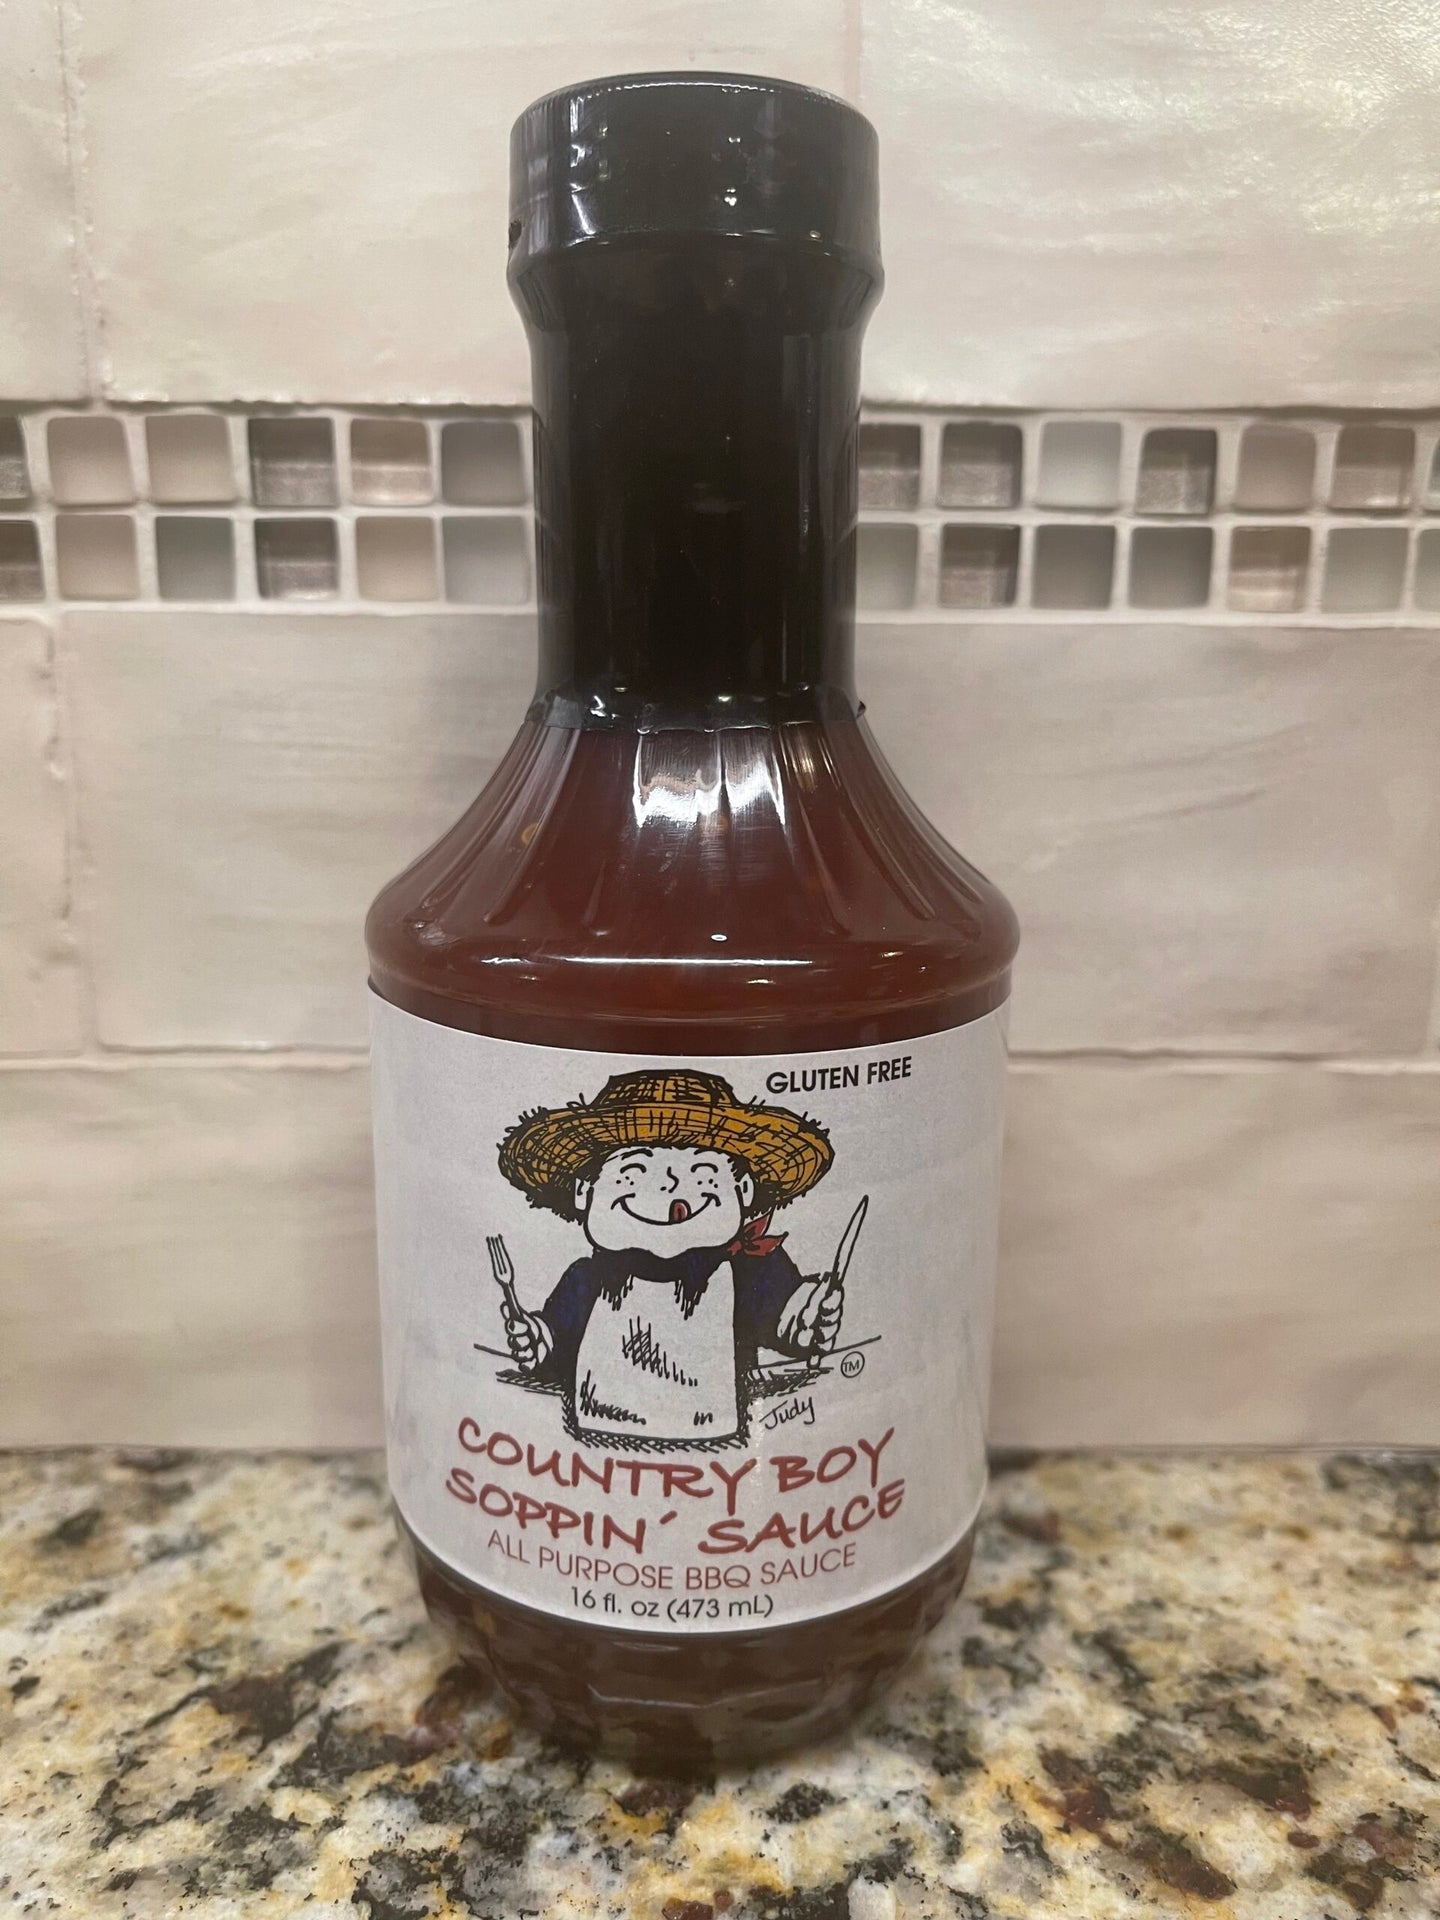 GLUTEN FREE
TM
Judy
COUNTRY BOY
SOPPIN´ SAUCE
ALL PURPOSE BBQ SAUCE
16 fl. oz (473 mL)